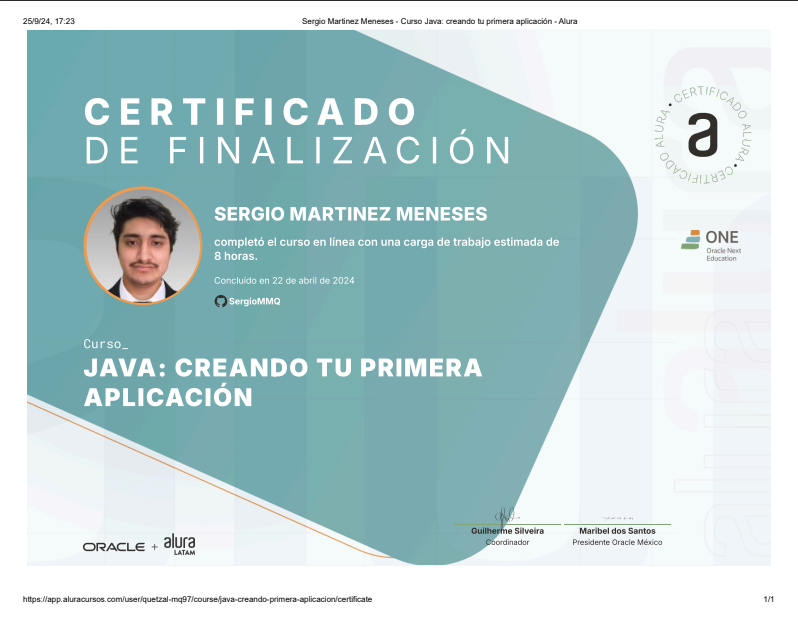 25/9/24, 17:23
Sergio Martinez Meneses - Curso Java: creando tu primera aplicación - Alura
CERTIFICADO
DE FINALIZACIÓN
CERTIFICADO ALURA • CERTIFICADO ALURA •
a
SERGIO MARTINEZ MENESES
completó el curso en línea con una carga de trabajo estimada de
8 horas.
Concluído en 22 de abril de 2024
SergioMMQ
ONE
Oracle Next
Education
Curso_
JAVA: CREANDO TU PRIMERA
APLICACIÓN
ORACLE + alura
LATAM
Guilherme Silveira
Coordinador
Maribel dos Santos
Presidente Oracle México
https://app.aluracursos.com/user/quetzal-mq97/course/java-creando-primera-aplicacion/certificate
1/1